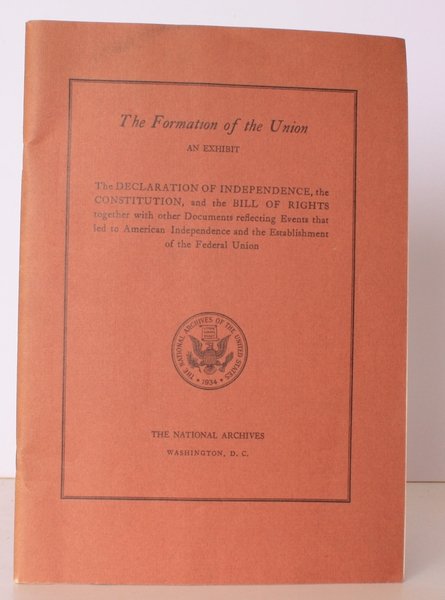 The Formation of the Union
AN EXHIBIT
The DECLARATION OF INDEPENDENCE, the
CONSTITUTION, and the BILL OF RIGHTS
together with other Documents reflecting Events that
led to American Independence and the Establishment
of the Federal Union
THE NATIONAL ARCHIVES OF THE UNITED STATES
• 1934 •
THE NATIONAL ARCHIVES
WASHINGTON, D. C.